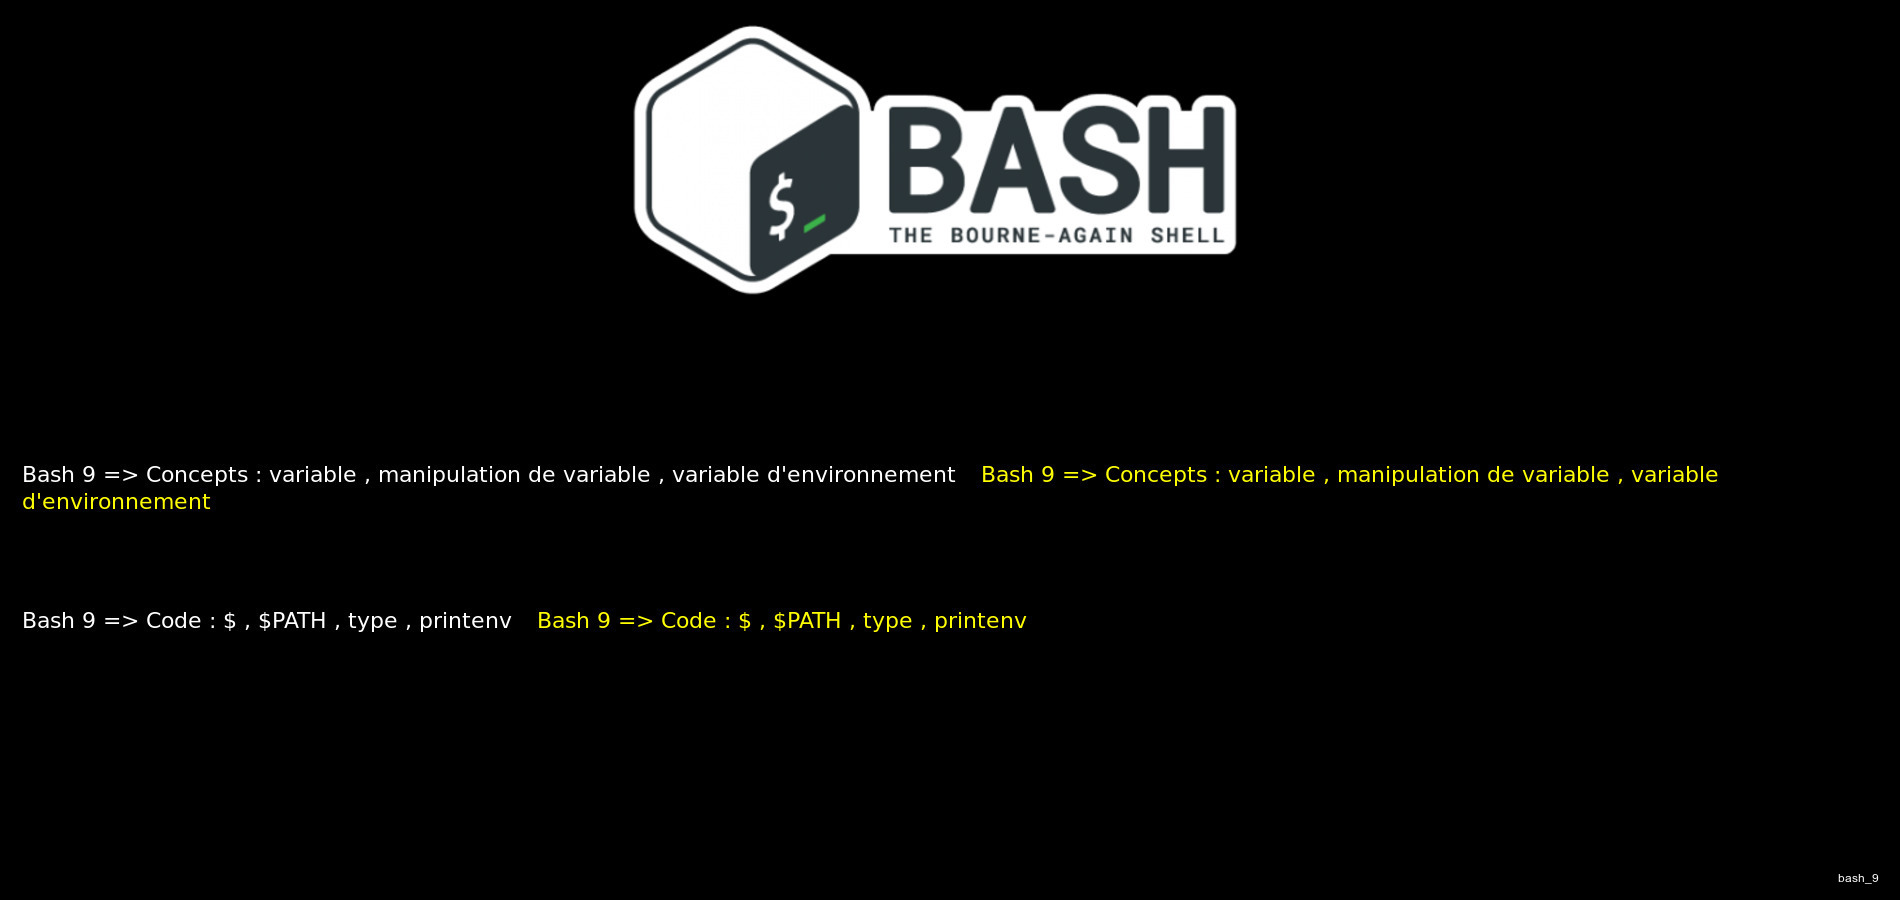 $_
BASH
THE BOURNE-AGAIN SHELL
Bash 9 => Concepts : variable , manipulation de variable , variable d'environnement Bash 9 => Concepts : variable , manipulation de variable , variable
d'environnement
Bash 9 => Code : $ , $PATH , type , printenv Bash 9 => Code : $ , $PATH , type , printenv
bash_9